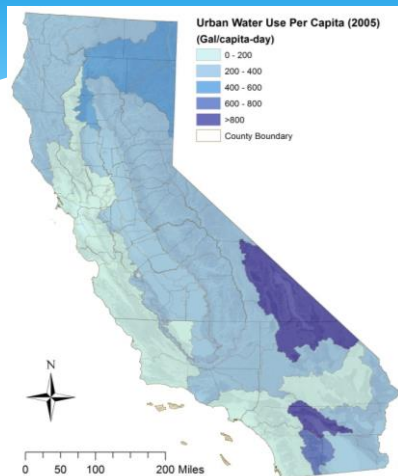 Urban Water Use Per Capita (2005)
(Gal/capita-day)
0 - 200
200 - 400
400 - 600
600 - 800
>800
County Boundary
N
0 50 100 200 Miles